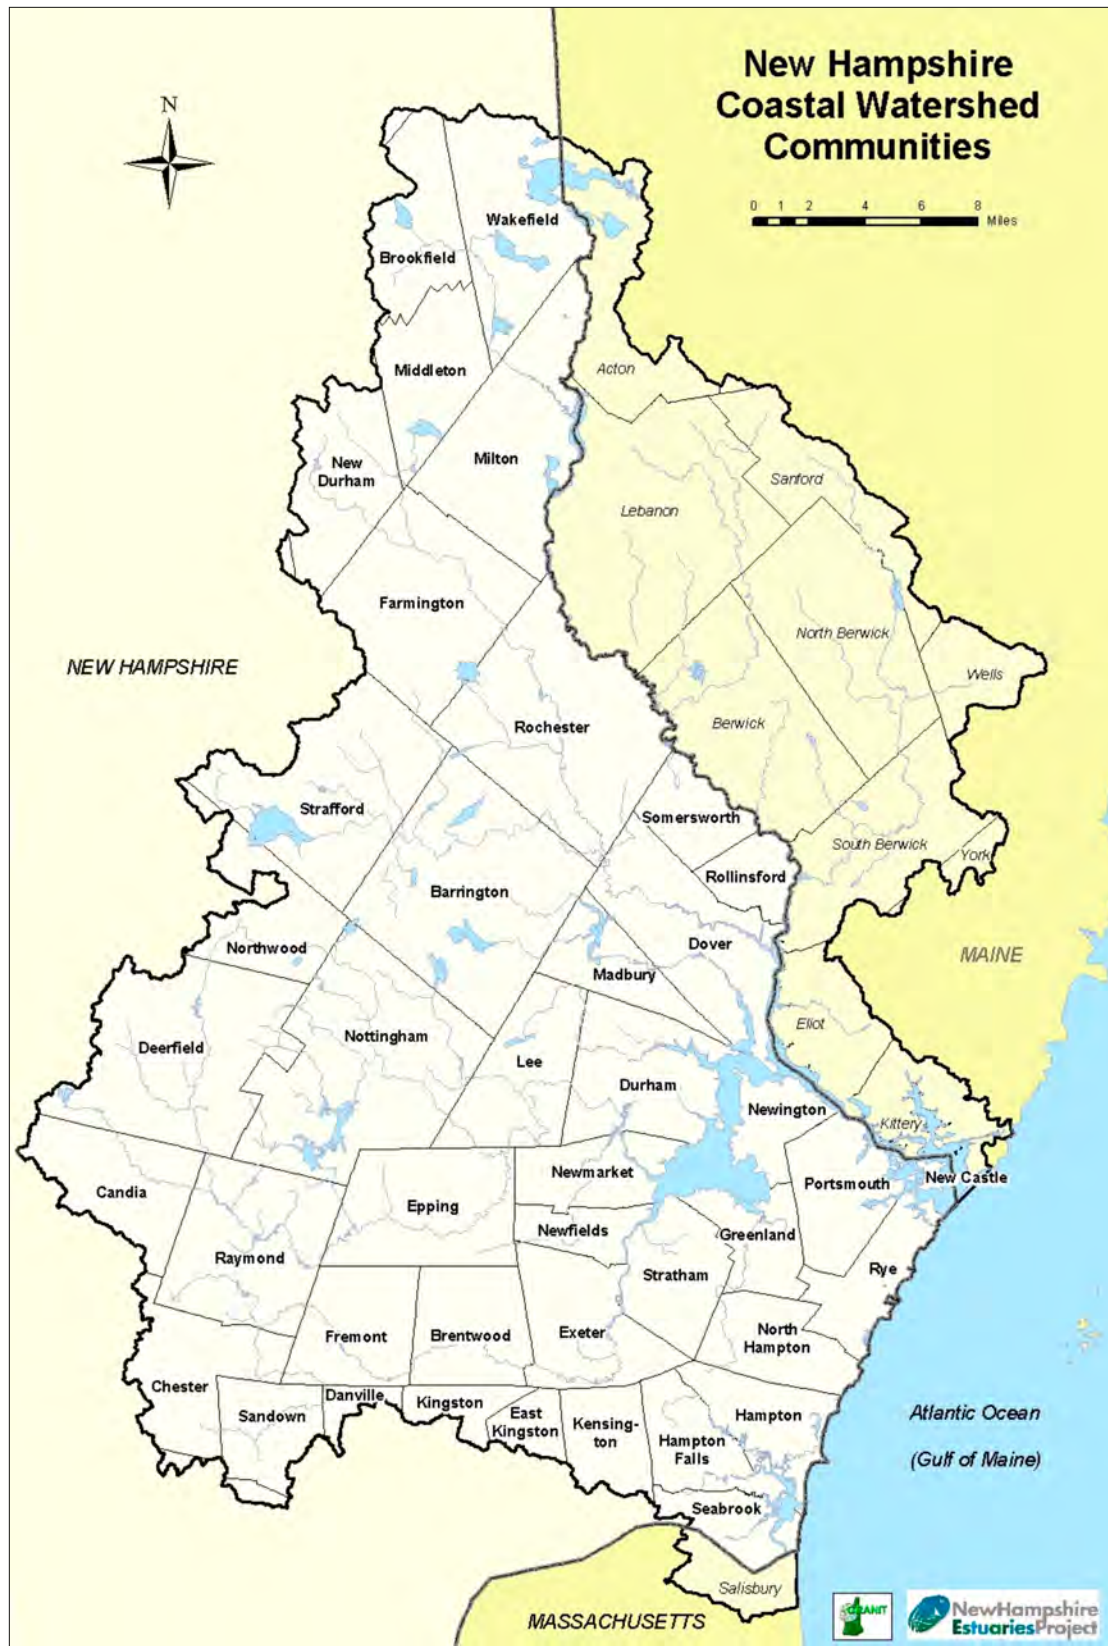 New Hampshire
Coastal Watershed
Communities
N
0 1 2 4 6 8
Miles
Wakefield
Brookfield
Acton
Middleton
Milton
New
Durham
Sanford
Lebanon
Farmington
North Berwick
NEW HAMPSHIRE
Wells
Rochester
Berwick
Strafford
Somersworth
South Berwick
York
Rollinsford
Barrington
Northwood
Dover
MAINE
Madbury
Eliot
Nottingham
Deerfield
Lee
Durham
Newington
Kittery
Newmarket
New Castle
Portsmouth
Candia
Epping
Newfields
Greenland
Raymond
Stratham
Rye
Fremont
Brentwood
Exeter
North
Hampton
Chester
Danville
Kingston
Sandown
East
Kingston
Kensing-
ton
Hampton
Hampton
Falls
Atlantic Ocean
(Gulf of Maine)
Seabrook
Salisbury
MASSACHUSETTS
GRANIT
NewHampshire
EstuariesProject